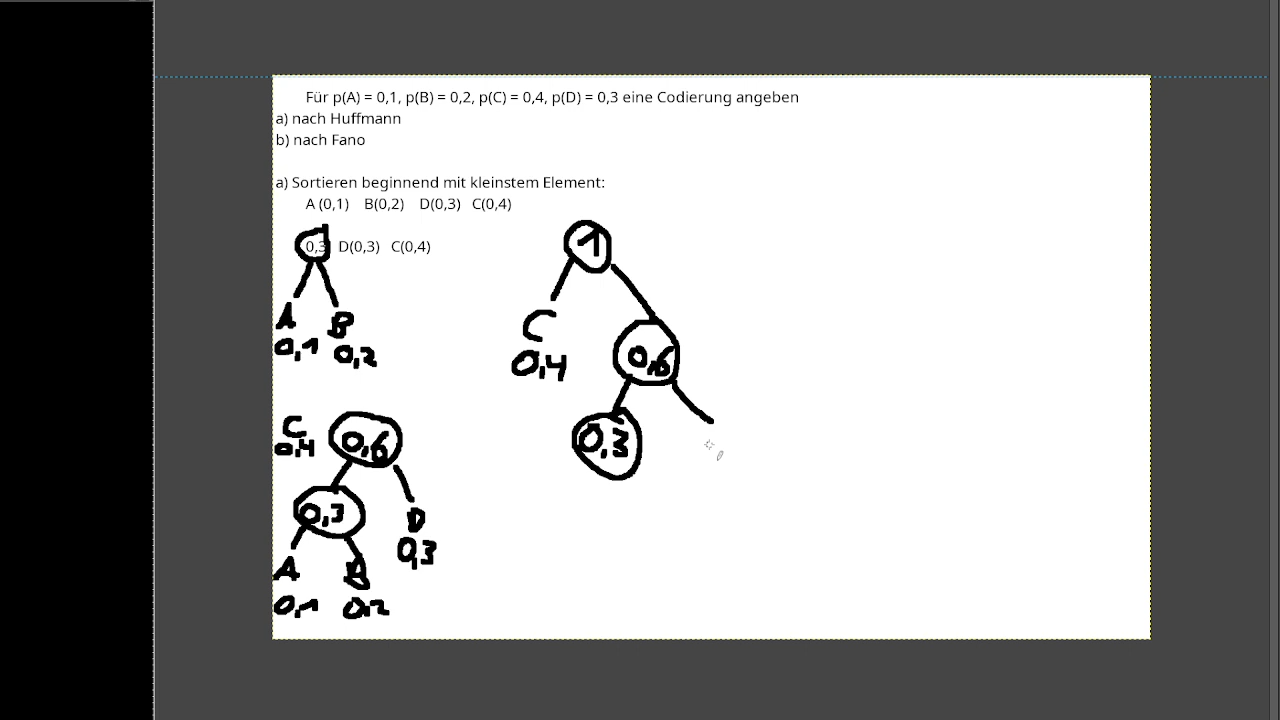 Für p(A) = 0,1, p(B) = 0,2, p(C) = 0,4, p(D) = 0,3 eine Codierung angeben
a) nach Huffmann
b) nach Fano
a) Sortieren beginnend mit kleinstem Element:
A (0,1) B(0,2) D(0,3) C(0,4)
0,3 D(0,3) C(0,4)
A B
0,1 0,2
C 0,6
0,4
0,3 D
0,3
A B
0,1 0,2
1
C
0,4 0,6
0,3